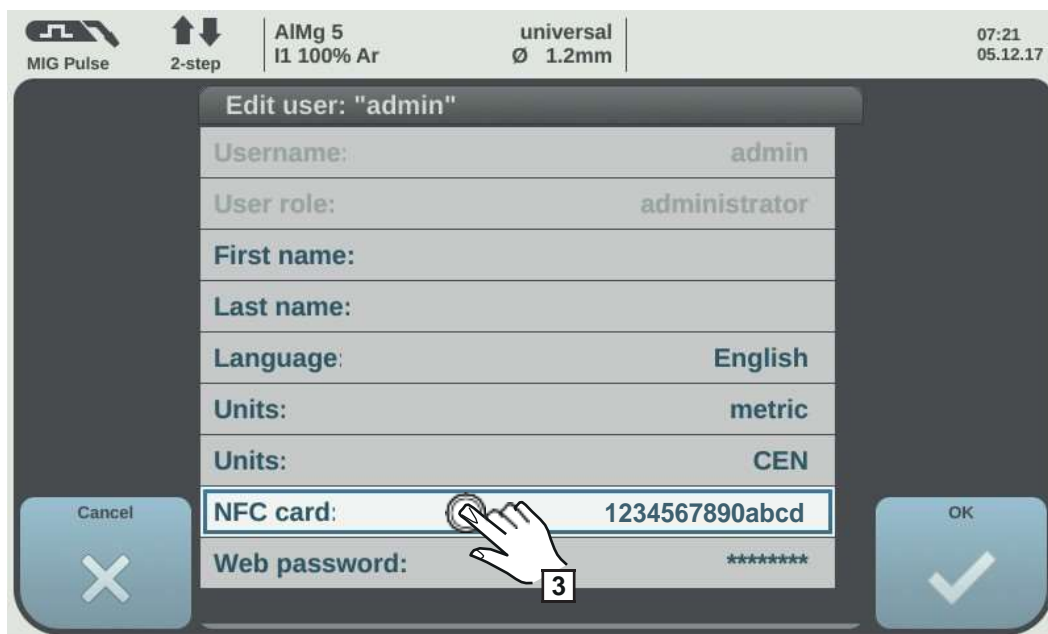 MIG Pulse
2-step
AlMg 5
I1 100% Ar
universal
Ø 1.2mm
07:21
05.12.17
Edit user: "admin"
Username: admin
User role: administrator
First name:
Last name:
Language: English
Units: metric
Units: CEN
NFC card: 1234567890abcd
Web password: ********
3
Cancel
OK